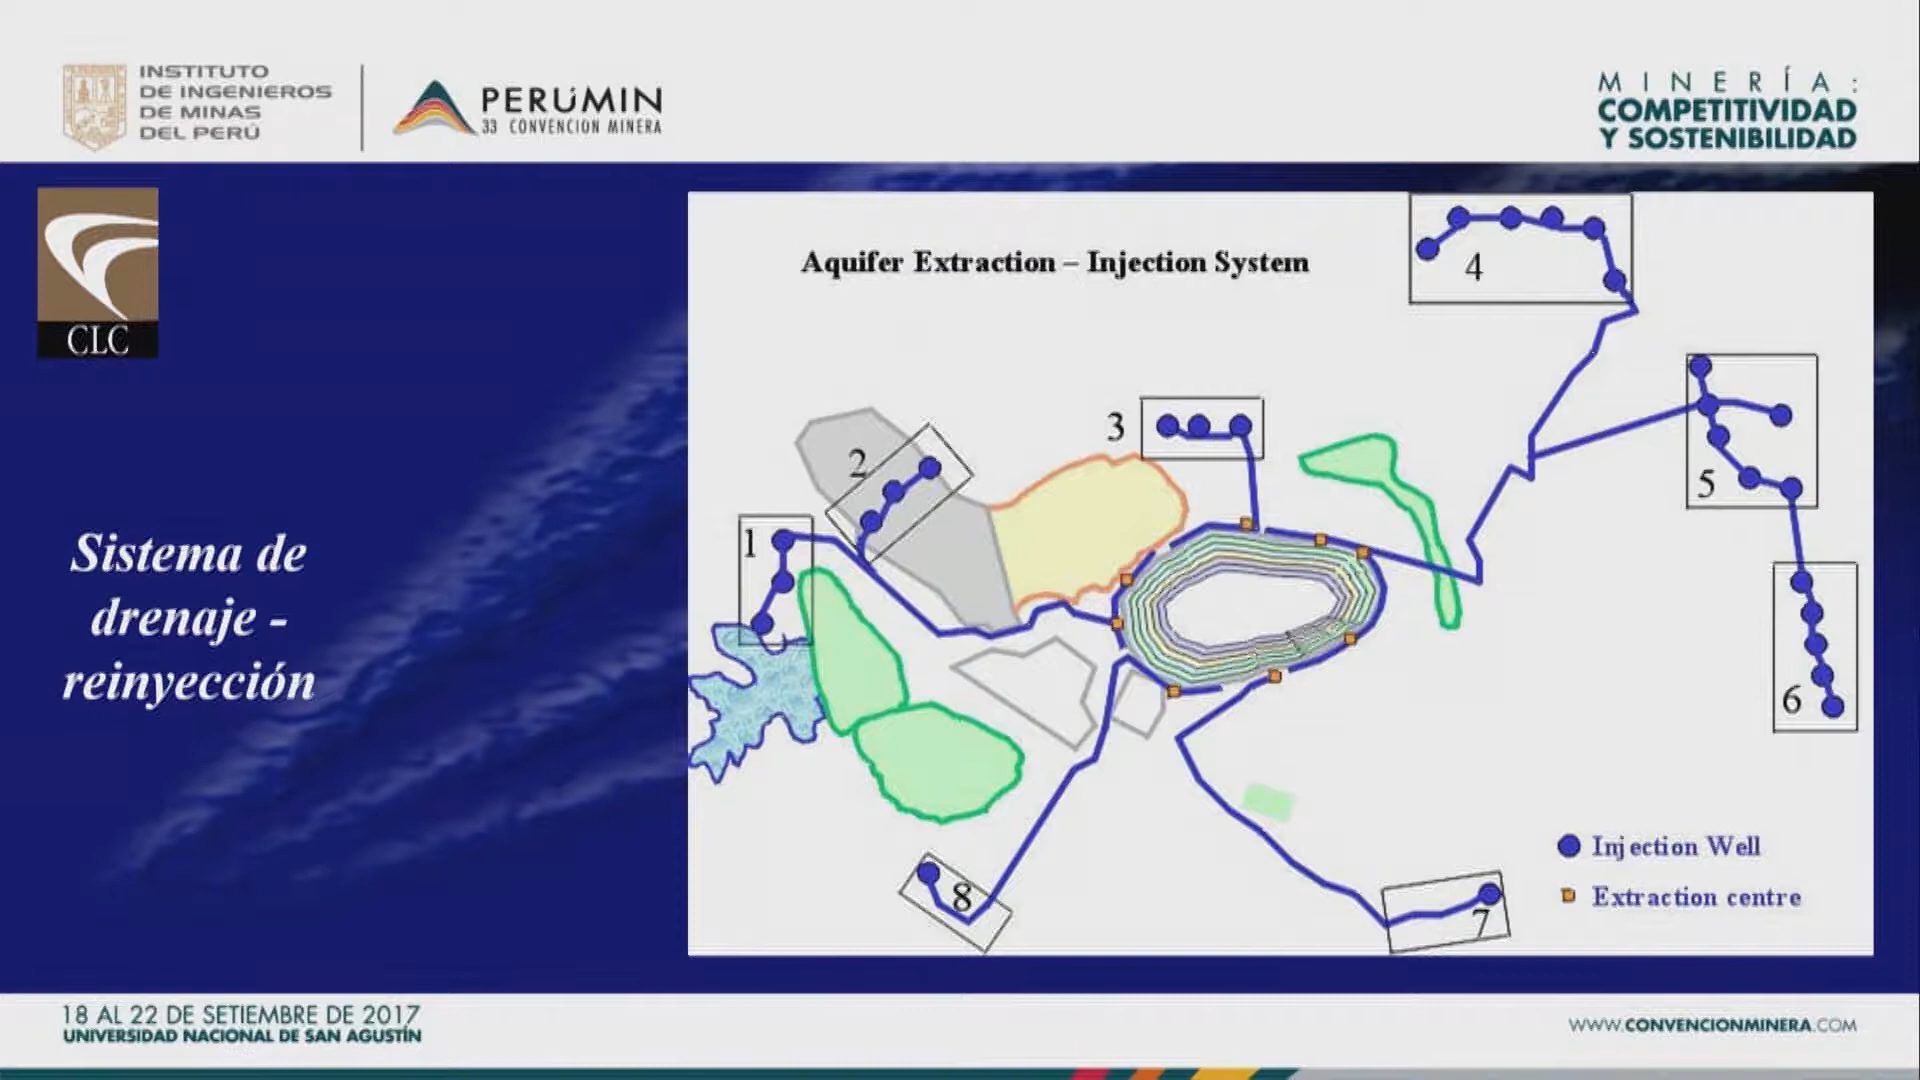 INSTITUTO
DE INGENIEROS
DE MINAS
DEL PERÚ
PERÚMIN
33 CONVENCION MINERA
MINERÍA:
COMPETITIVIDAD
Y SOSTENIBILIDAD
CLC
Sistema de
drenaje -
reinyección
Aquifer Extraction – Injection System
4
3
2
5
1
6
8
7
Injection Well
Extraction centre
18 AL 22 DE SETIEMBRE DE 2017
UNIVERSIDAD NACIONAL DE SAN AGUSTÍN
WWW.CONVENCIONMINERA.COM